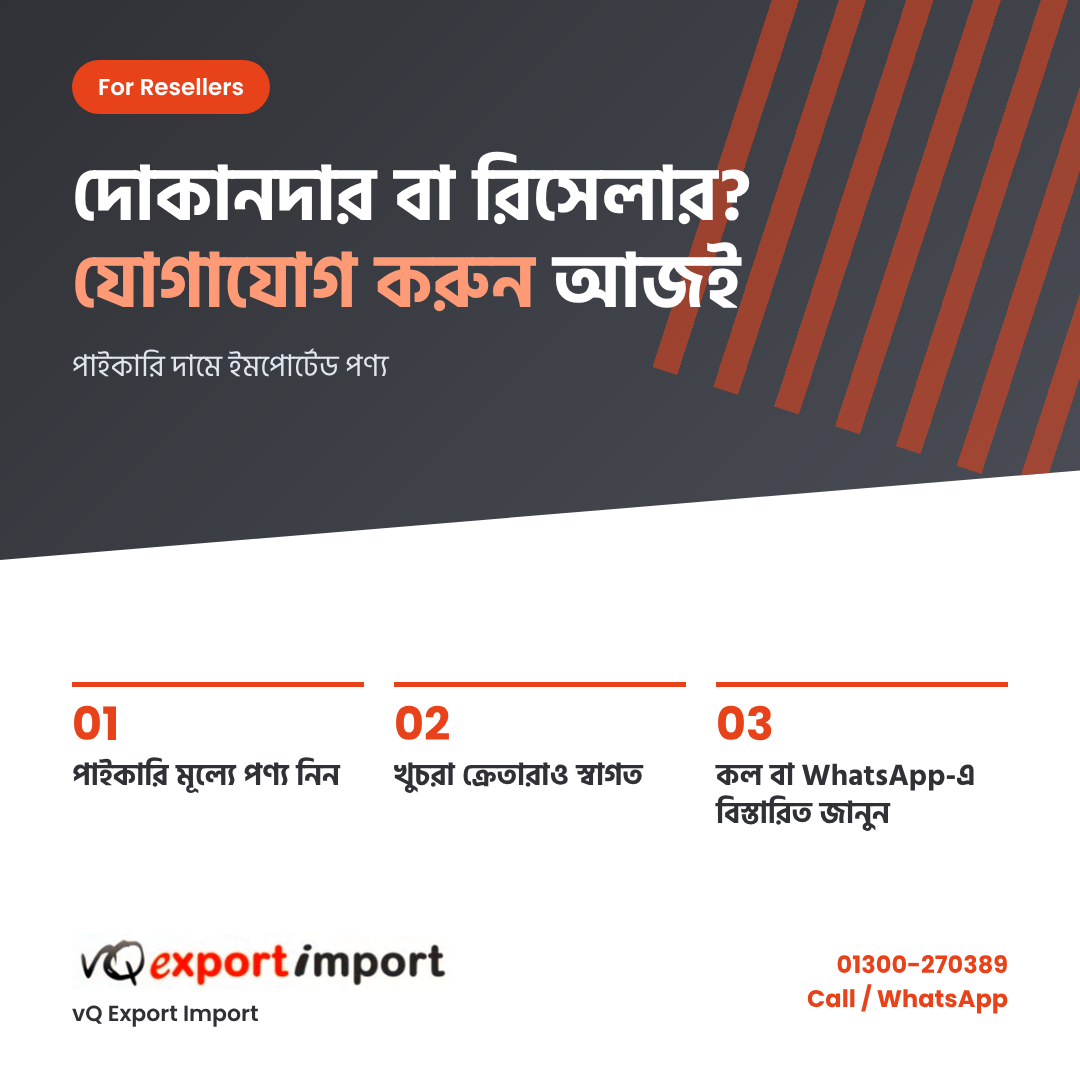 For Resellers
দোকানদার বা রিসেলার?
যোগাযোগ করুন আজই
পাইকারি দামে ইমপোর্টেড পণ্য
01
পাইকারি মূল্যে পণ্য নিন
02
খুচরা ক্রেতারাও স্বাগত
03
কল বা WhatsApp-এ
বিস্তারিত জানুন
vQ export import
vQ Export Import
01300-270389
Call / WhatsApp